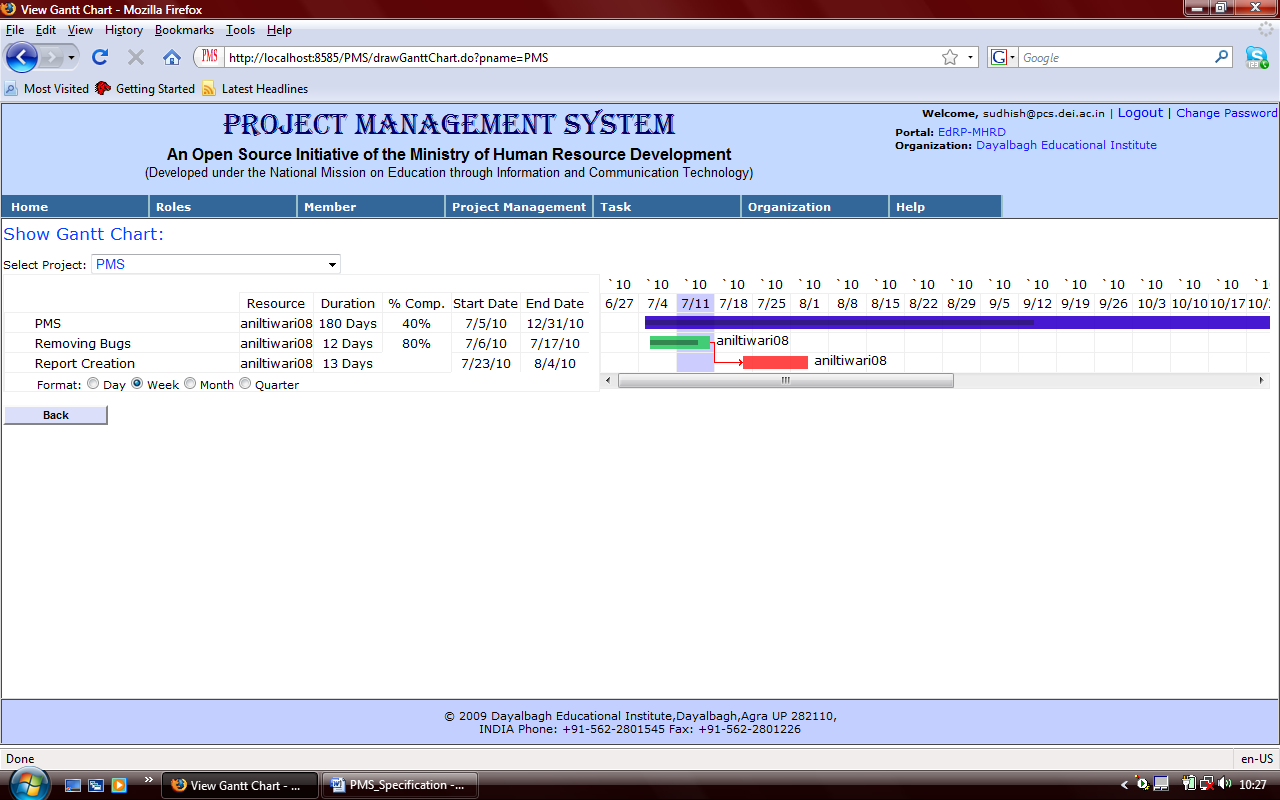 View Gantt Chart - Mozilla Firefox
File Edit View History Bookmarks Tools Help
PMS http://localhost:8585/PMS/drawGanttChart.do?pname=PMS G Google
Most Visited Getting Started Latest Headlines
PROJECT MANAGEMENT SYSTEM
An Open Source Initiative of the Ministry of Human Resource Development
(Developed under the National Mission on Education through Information and Communication Technology)
Welcome, sudhish@pcs.dei.ac.in | Logout | Change Password
Portal: EdRP-MHRD
Organization: Dayalbagh Educational Institute
Home Roles Member Project Management Task Organization Help
Show Gantt Chart:
Select Project: PMS
`10 `10 `10 `10 `10 `10 `10 `10 `10 `10 `10 `10 `10 `10 `10 `10 `10 `1
Resource Duration % Comp. Start Date End Date 6/27 7/4 7/11 7/18 7/25 8/1 8/8 8/15 8/22 8/29 9/5 9/12 9/19 9/26 10/3 10/10 10/17 10/
PMS aniltiwari08 180 Days 40% 7/5/10 12/31/10
Removing Bugs aniltiwari08 12 Days 80% 7/6/10 7/17/10 aniltiwari08
Report Creation aniltiwari08 13 Days 7/23/10 8/4/10 aniltiwari08
Format: Day Week Month Quarter
Back
© 2009 Dayalbagh Educational Institute,Dayalbagh,Agra UP 282110,
INDIA Phone: +91-562-2801545 Fax: +91-562-2801226
Done en-US
View Gantt Chart - ... PMS_Specification -... 10:27